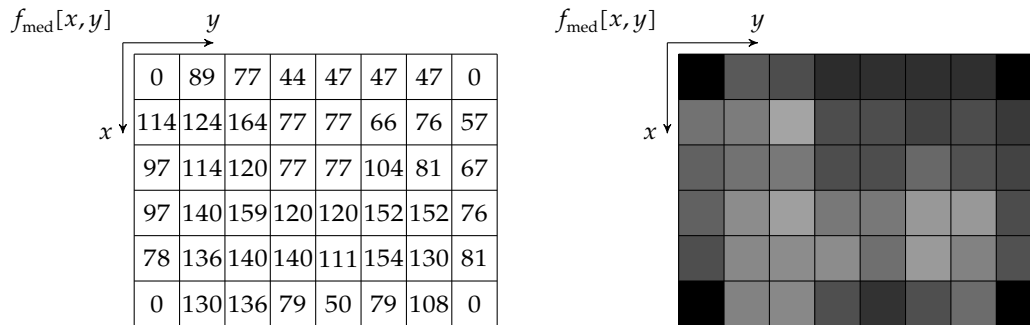 f_med[x, y] y f_med[x, y] y
0 89 77 44 47 47 47 0
x 114 124 164 77 77 66 76 57 x
97 114 120 77 77 104 81 67
97 140 159 120 120 152 152 76
78 136 140 140 111 154 130 81
0 130 136 79 50 79 108 0